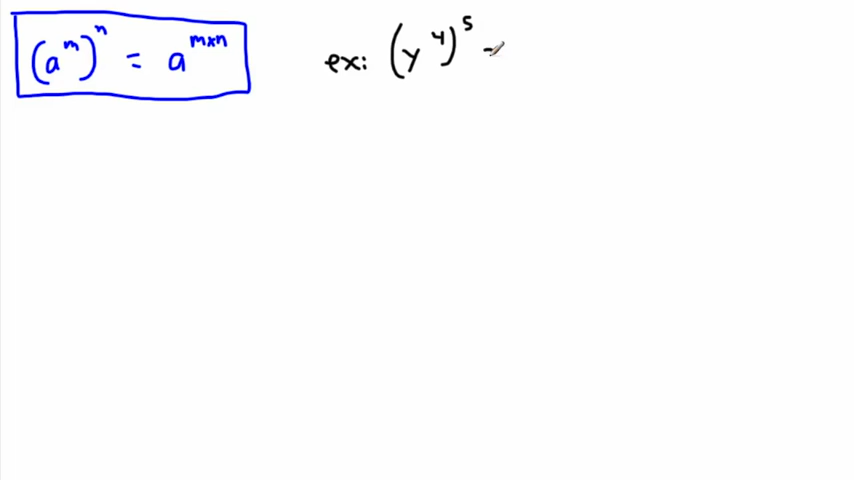 (a^m)^n = a^{m×n}
ex: (y^4)^5 =